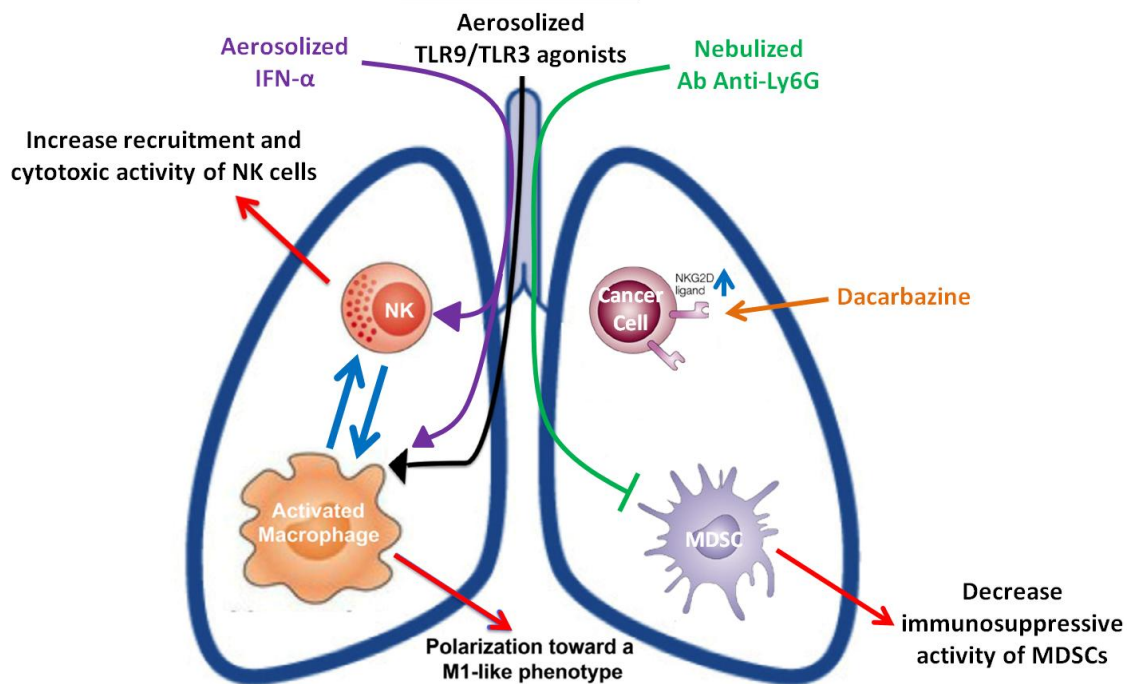 Aerosolized
TLR9/TLR3 agonists
Aerosolized
IFN-α
Nebulized
Ab Anti-Ly6G
Increase recruitment and
cytotoxic activity of NK cells
NK
NKG2D
ligand
Cancer
Cell
Dacarbazine
Activated
Macrophage
MDSC
Polarization toward a
M1-like phenotype
Decrease
immunosuppressive
activity of MDSCs